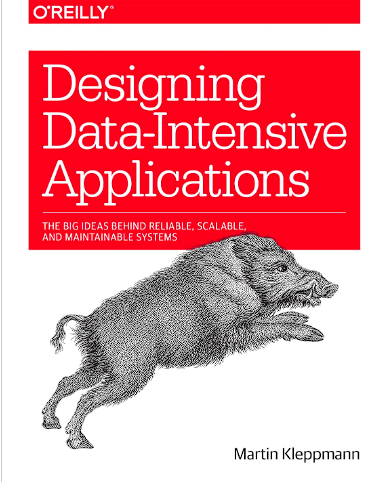 O'REILLY®
Designing
Data-Intensive
Applications
THE BIG IDEAS BEHIND RELIABLE, SCALABLE,
AND MAINTAINABLE SYSTEMS
Martin Kleppmann